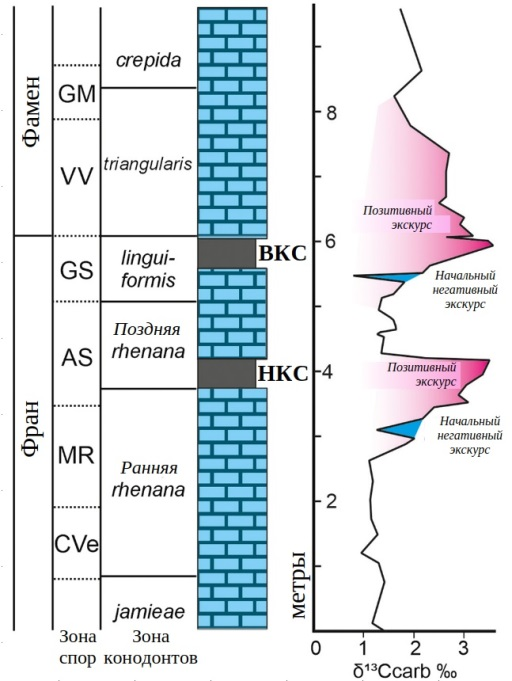 Фамен
Фран
GM
VV
GS
AS
MR
CVe
Зона
спор
crepida
triangularis
lingui-
formis
Поздняя
rhenana
Ранняя
rhenana
jamieae
Зона
конодонтов
ВКС
НКС
метры
8
6
4
2
Позитивный
экскурс
Начальный
негативный
экскурс
Позитивный
экскурс
Начальный
негативный
экскурс
0 1 2 3
δ¹³Ccarb ‰